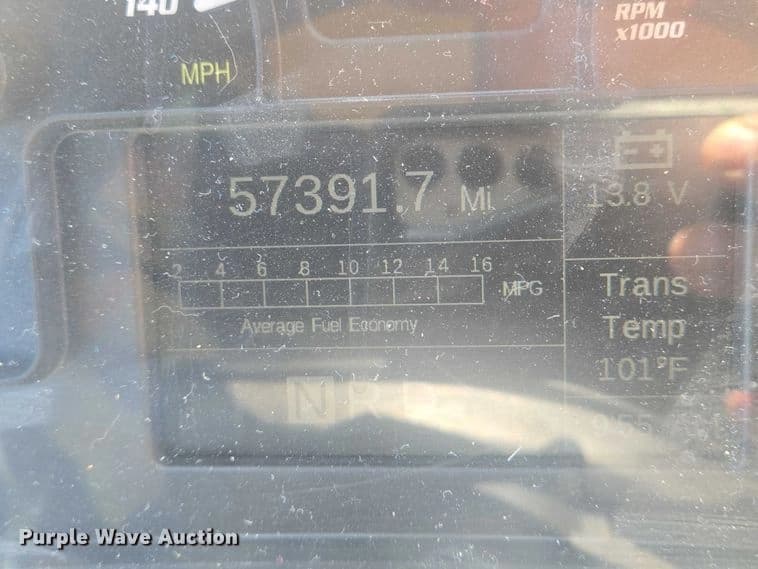 140
RPM
x1000
MPH
57391.7 Mi
13.8 V
2 4 6 8 10 12 14 16
MPG
Average Fuel Economy
Trans
Temp
101°F
N R
Purple Wave Auction